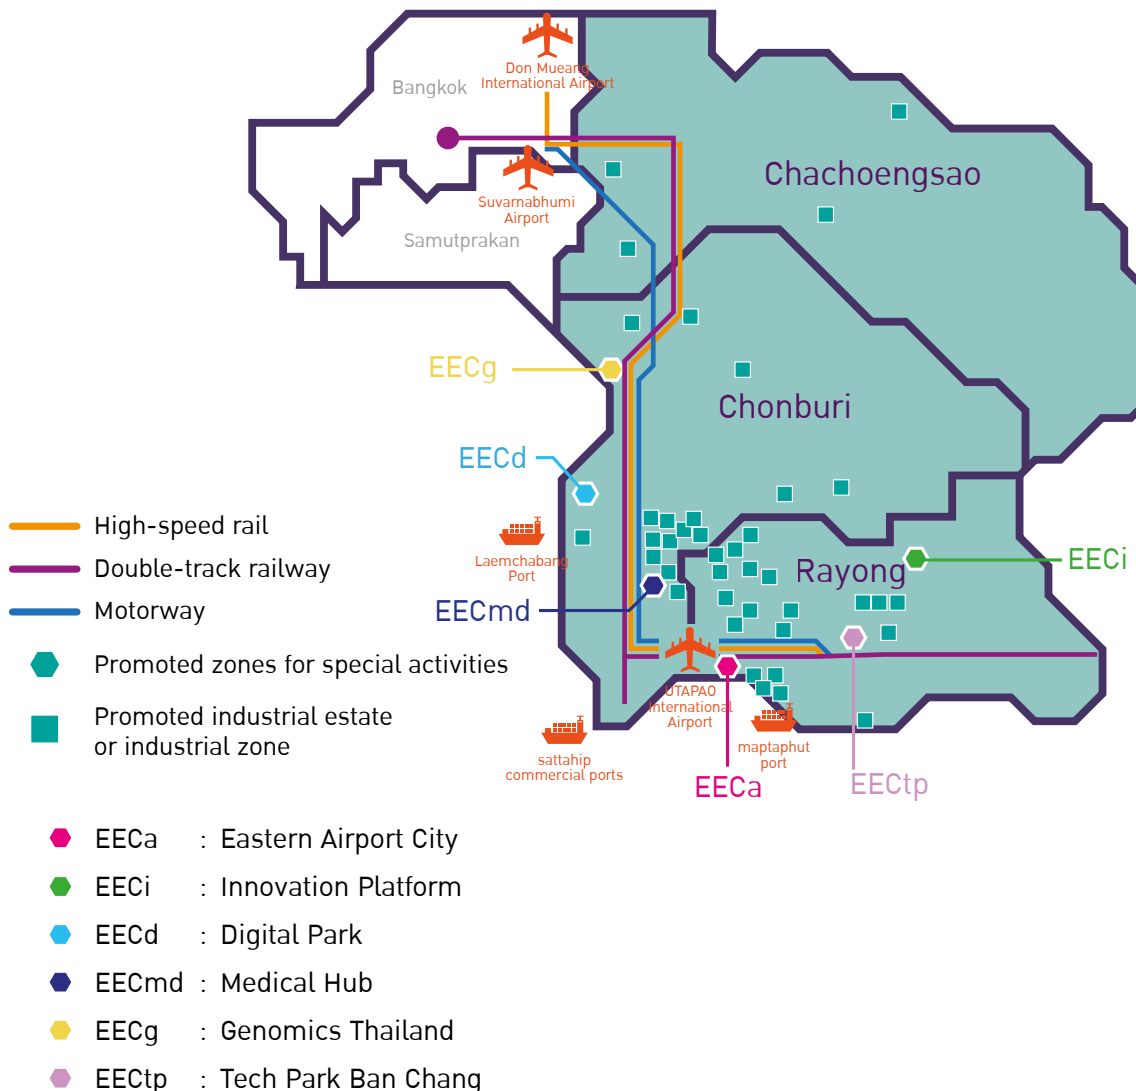 Don Mueang
International Airport
Bangkok
Chachoengsao
Suvarnabhumi
Airport
Samutprakan
EECg
Chonburi
EECd
High-speed rail
Laemchabang
Port
Double-track railway
Rayong
EECi
Motorway
EECmd
Promoted zones for special activities
UTAPAO
International
Airport
Promoted industrial estate
or industrial zone
sattahip
commercial ports
maptaphut
port
EECa
EECtp
EECa : Eastern Airport City
EECi : Innovation Platform
EECd : Digital Park
EECmd : Medical Hub
EECg : Genomics Thailand
EECtp : Tech Park Ban Chang